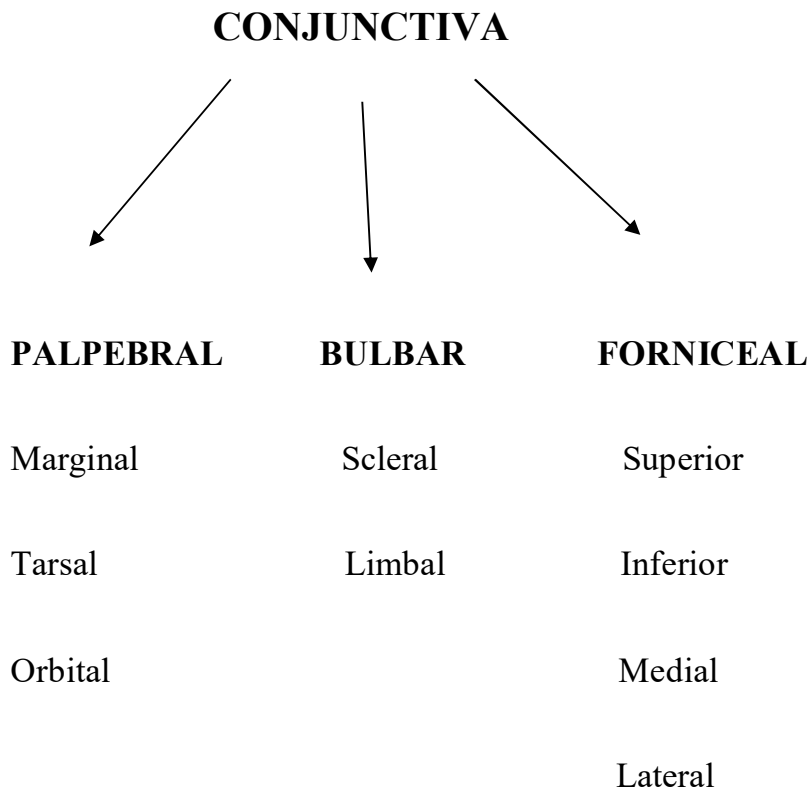 CONJUNCTIVA
PALPEBRAL BULBAR FORNICEAL
Marginal Scleral Superior
Tarsal Limbal Inferior
Orbital Medial
Lateral